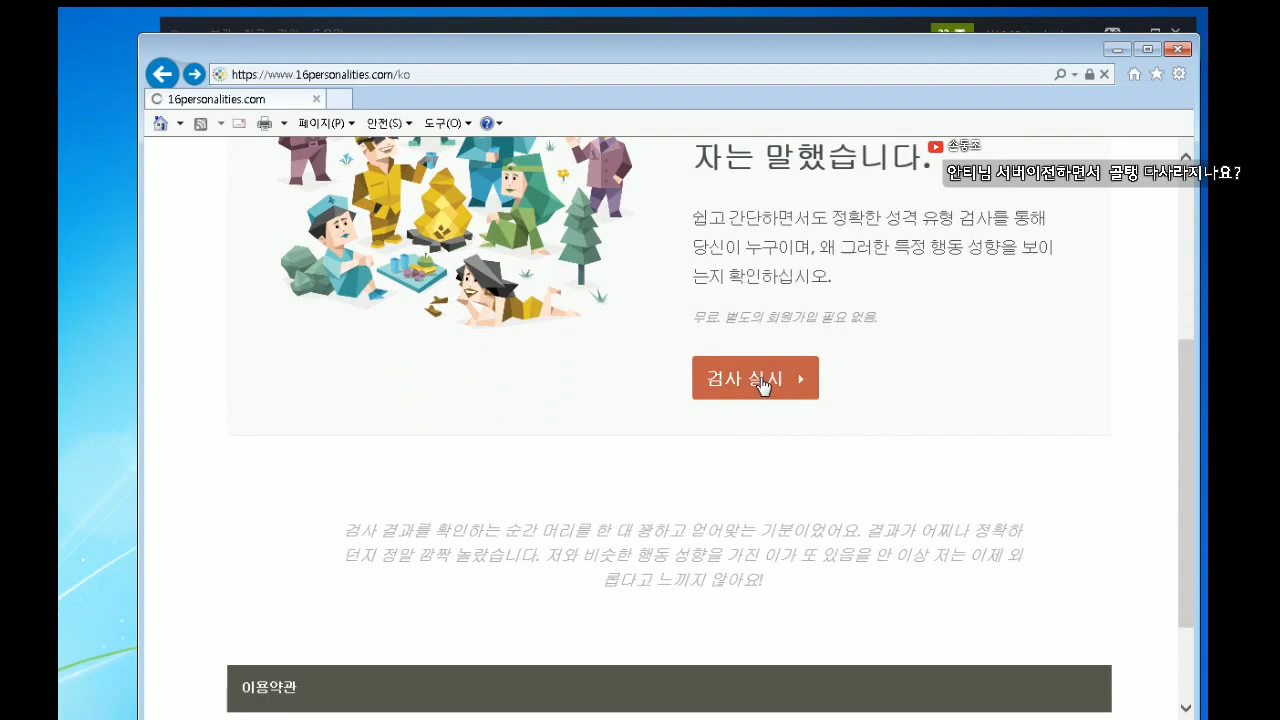 https://www.16personalities.com/ko
16personalities.com
페이지(P)
안전(S)
도구(O)
자는 말했습니다.
손동조
안티님 서버이전하면서 골탱 다사라지나요?
쉽고 간단하면서도 정확한 성격 유형 검사를 통해
당신이 누구이며, 왜 그러한 특정 행동 성향을 보이
는지 확인하십시오.
무료. 별도의 회원가입 필요 없음.
검사 실시
검사 결과를 확인하는 순간 머리를 한 대 꽝하고 얻어맞는 기분이었어요. 결과가 어찌나 정확하
던지 정말 깜짝 놀랐습니다. 저와 비슷한 행동 성향을 가진 이가 또 있음을 안 이상 저는 이제 외
롭다고 느끼지 않아요!
이용약관